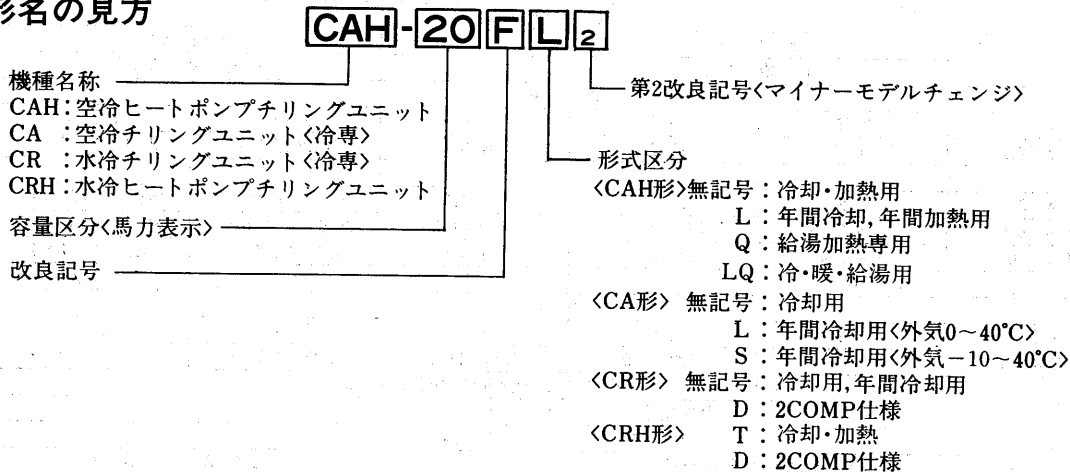 形名の見方
CAH-20FL2
機種名称
CAH：空冷ヒートポンプチリングユニット
CA ：空冷チリングユニット〈冷専〉
CR ：水冷チリングユニット〈冷専〉
CRH：水冷ヒートポンプチリングユニット
容量区分〈馬力表示〉
改良記号
第2改良記号〈マイナーモデルチェンジ〉
形式区分
〈CAH形〉無記号：冷却・加熱用
L：年間冷却，年間加熱用
Q：給湯加熱専用
LQ：冷・暖・給湯用
〈CA形〉 無記号：冷却用
L：年間冷却用〈外気0～40℃〉
S：年間冷却用〈外気－10～40℃〉
〈CR形〉 無記号：冷却用，年間冷却用
D：2COMP仕様
〈CRH形〉 T：冷却・加熱
D：2COMP仕様